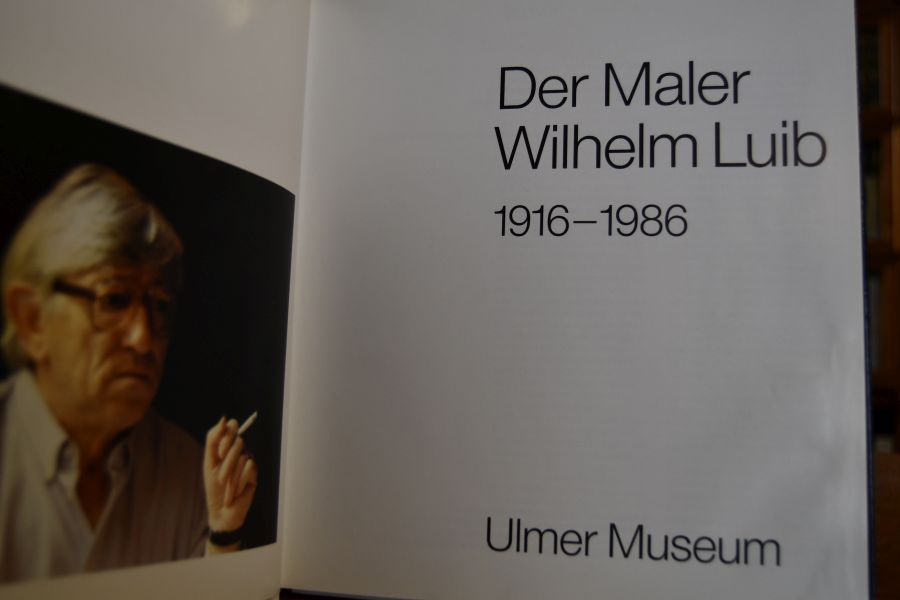 Der Maler
Wilhelm Luib
1916–1986
Ulmer Museum